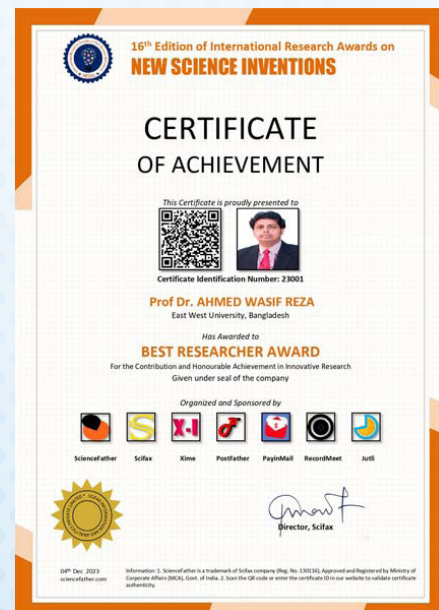 16th Edition of International Research Awards on
NEW SCIENCE INVENTIONS
CERTIFICATE
OF ACHIEVEMENT
This Certificate is proudly presented to
Certificate Identification Number: 23001
Prof Dr. AHMED WASIF REZA
East West University, Bangladesh
Has Awarded to
BEST RESEARCHER AWARD
For the Contribution and Honourable Achievement in Innovative Research
Given under seal of the company
Organized and Sponsored by
X-I
ScienceFather Scifax Xime PostFather PayinMail RecordMeet Jutli
Director, Scifax
04th Dec 2023
sciencefather.com
Information: 1. ScienceFather is a trademark of Scifax company (Reg. No. 130216), Approved and Registered by Ministry of
Corporate Affairs (MCA), Govt. of India. 2. Scan the QR code or enter the certificate ID in our website to validate certificate
authenticity.